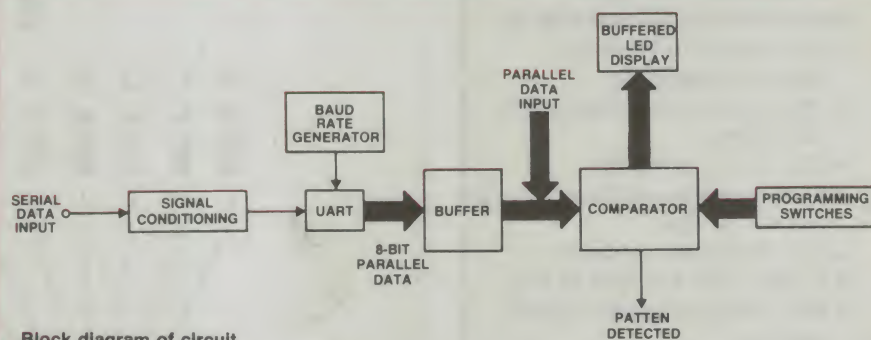 BUFFERED
LED
DISPLAY
PARALLEL
DATA
INPUT
BAUD
RATE
GENERATOR
SERIAL
DATA
INPUT
SIGNAL
CONDITIONING
UART
BUFFER
COMPARATOR
PROGRAMMING
SWITCHES
8-BIT
PARALLEL
DATA
PATTEN
DETECTED
Block diagram of circuit